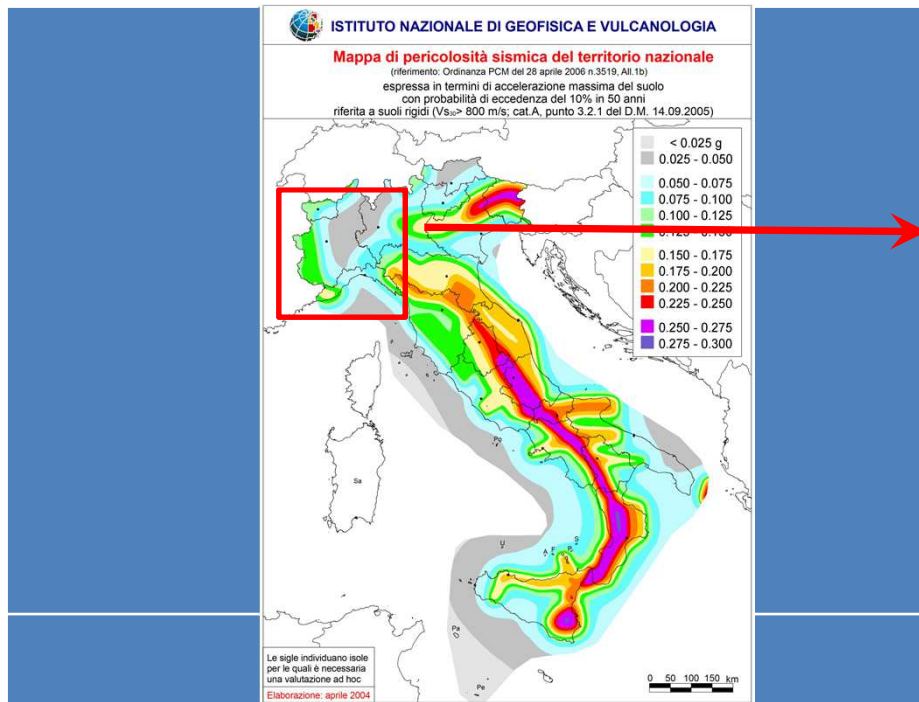 ISTITUTO NAZIONALE DI GEOFISICA E VULCANOLOGIA
Mappa di pericolosità sismica del territorio nazionale
(riferimento: Ordinanza PCM del 28 aprile 2006 n.3519, All.1b)
espressa in termini di accelerazione massima del suolo
con probabilità di eccedenza del 10% in 50 anni
riferita a suoli rigidi (Vs30> 800 m/s; cat.A, punto 3.2.1 del D.M. 14.09.2005)
< 0.025 g
0.025 - 0.050
0.050 - 0.075
0.075 - 0.100
0.100 - 0.125
0.150 - 0.175
0.175 - 0.200
0.200 - 0.225
0.225 - 0.250
0.250 - 0.275
0.275 - 0.300
Po
Sa
U
A
F
P
S
Pa
Pe
Le sigle individuano isole
per le quali è necessaria
una valutazione ad hoc
Elaborazione: aprile 2004
0 50 100 150
km